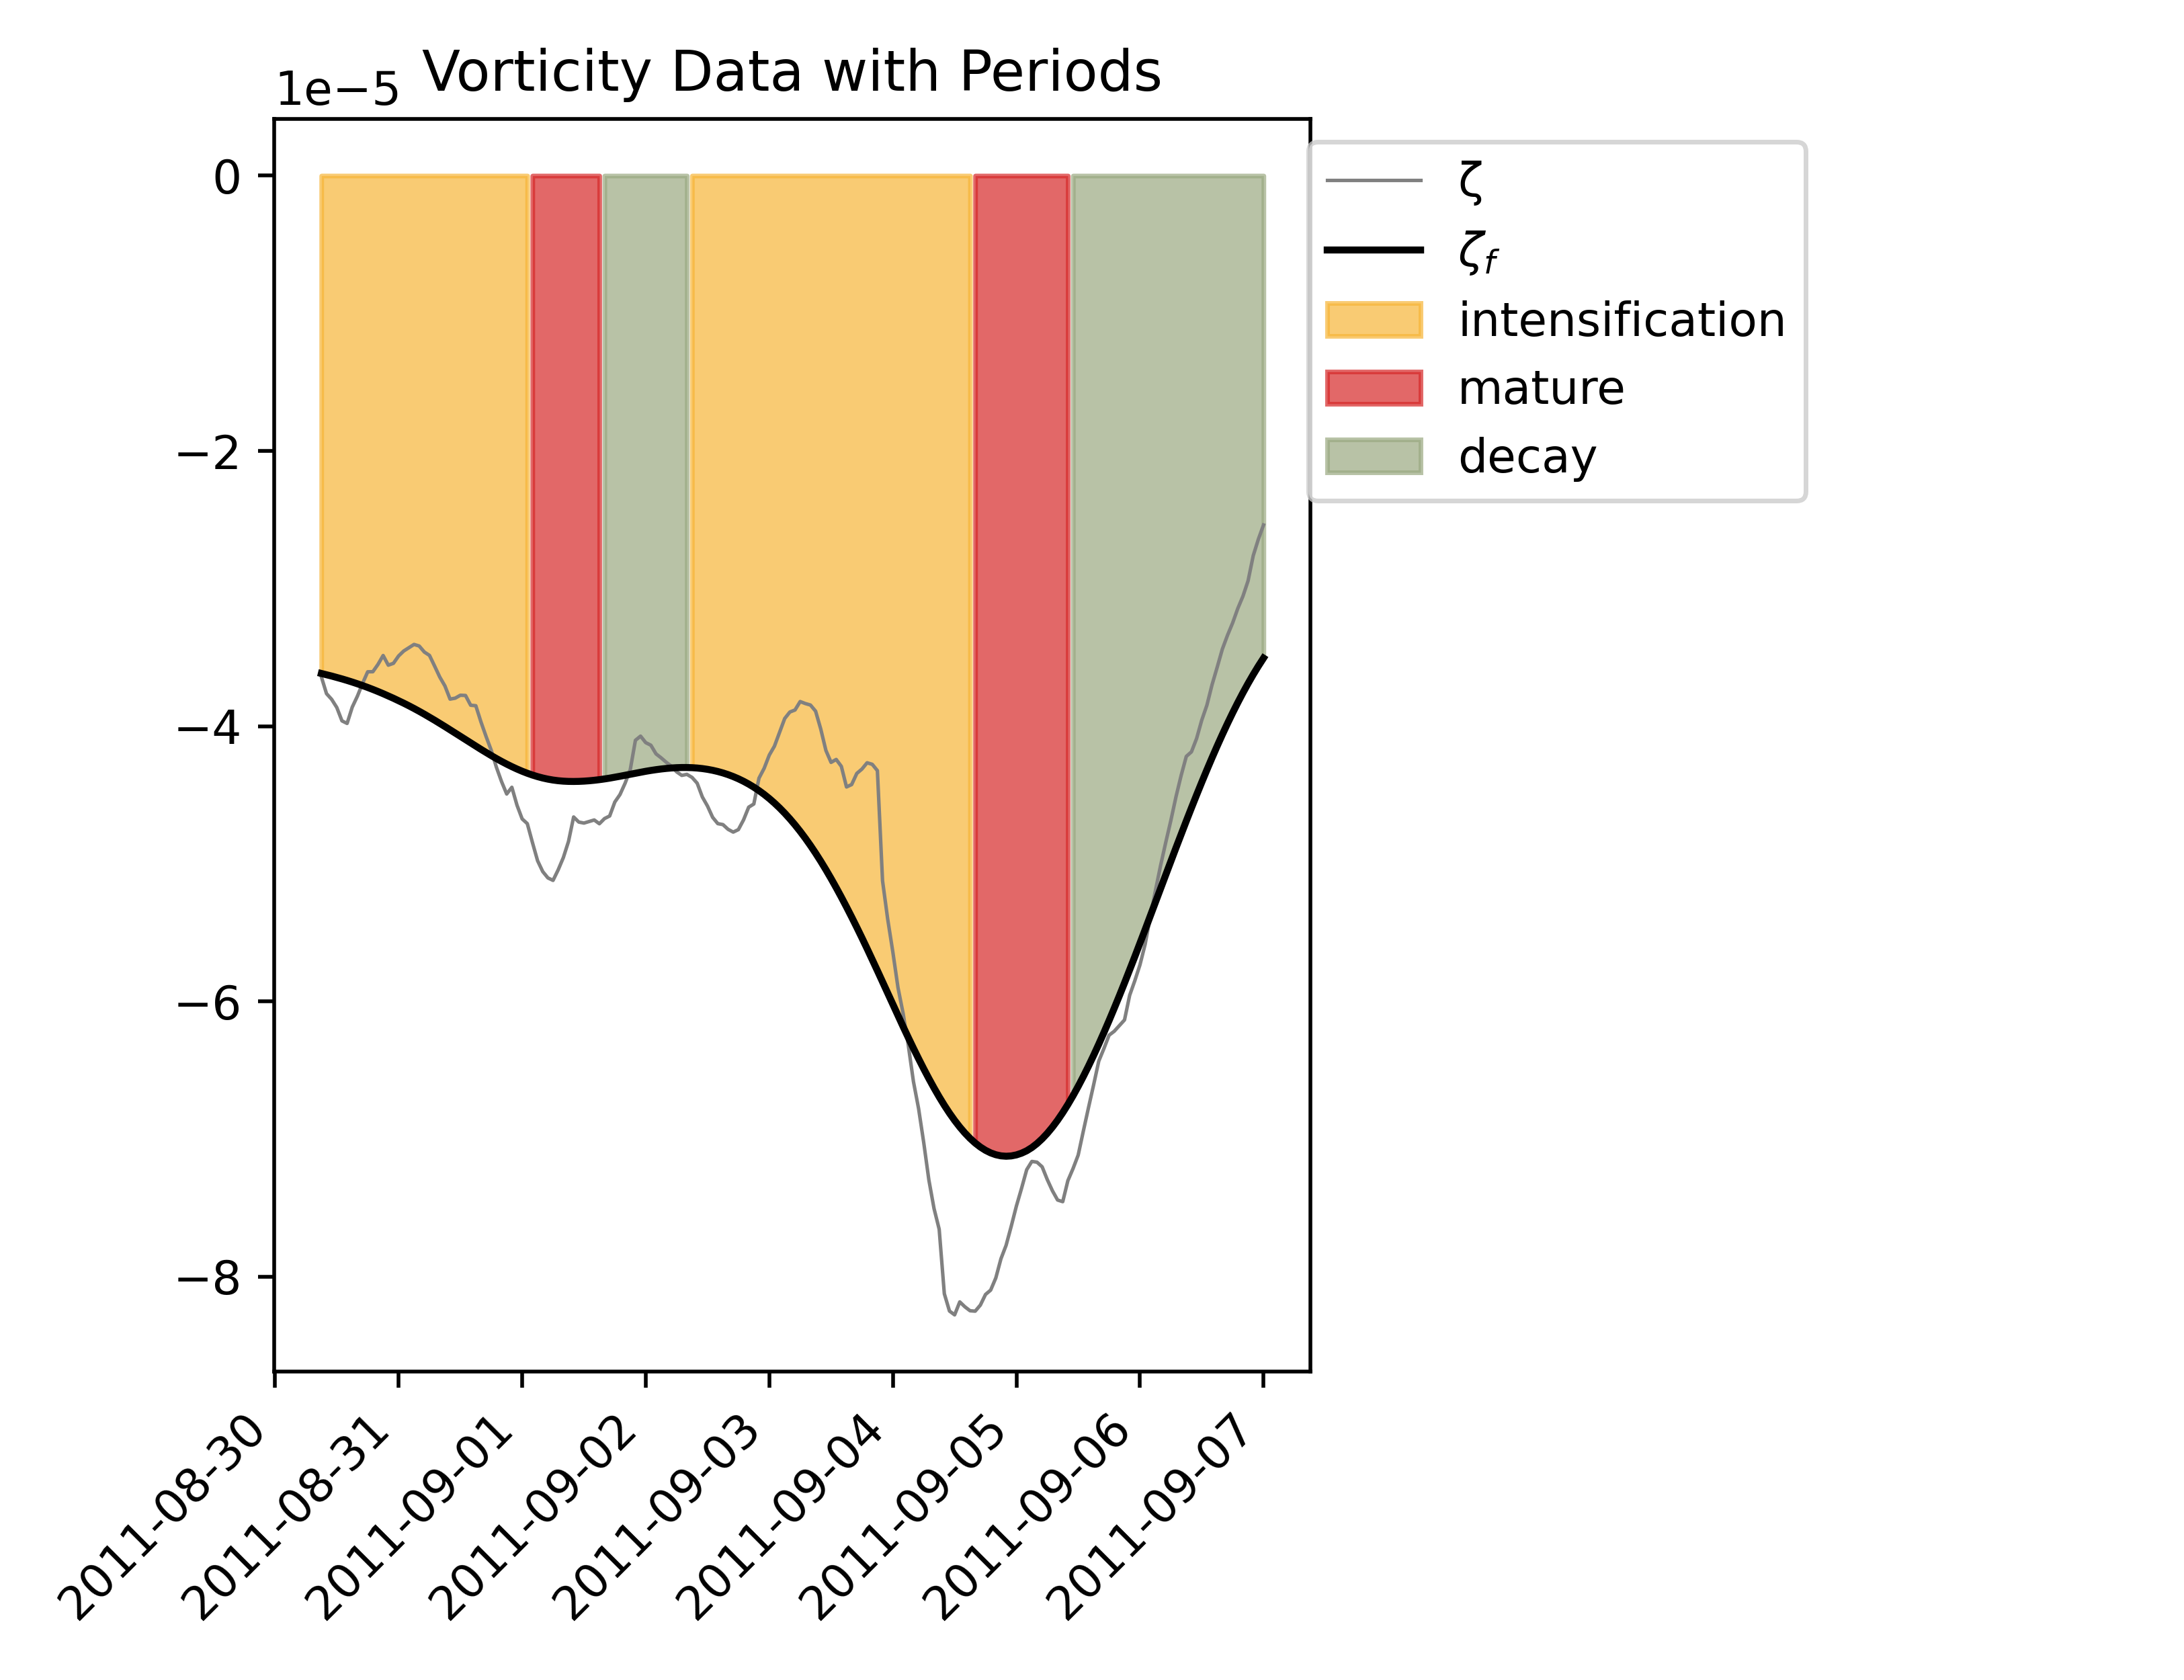 Vorticity Data with Periods
1e−5
0
−2
−4
−6
−8
2011-08-30
2011-08-31
2011-09-01
2011-09-02
2011-09-03
2011-09-04
2011-09-05
2011-09-06
2011-09-07
ζ
ζf
intensification
mature
decay